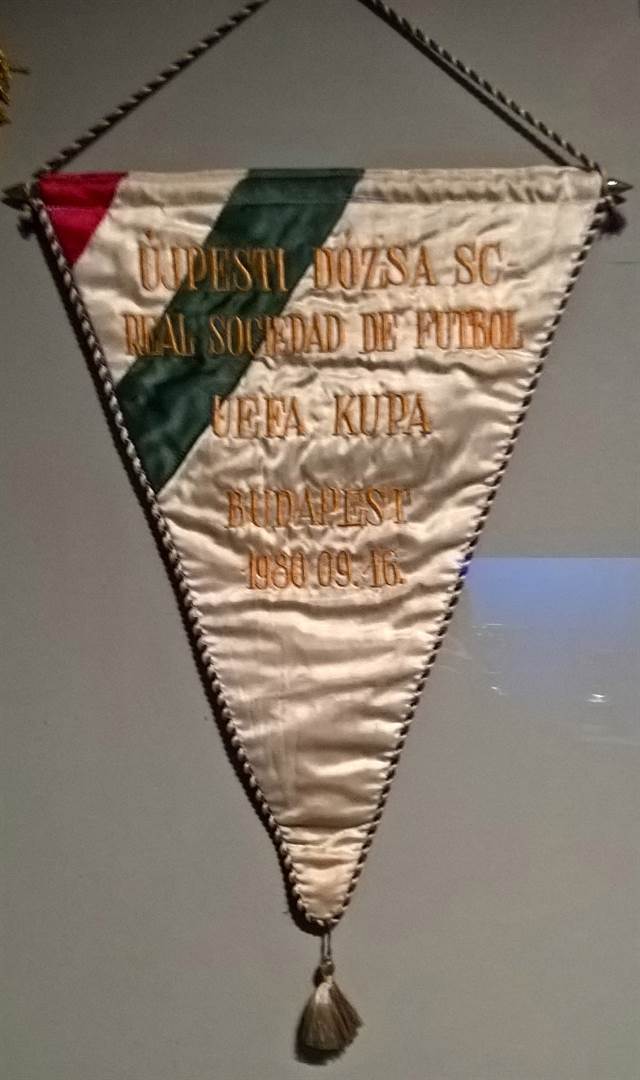 ÚJPESTI DÓZSA SC-
REAL SOCIEDAD DE FUTBOL
UEFA KUPA
BUDAPEST
1980 09. 16.